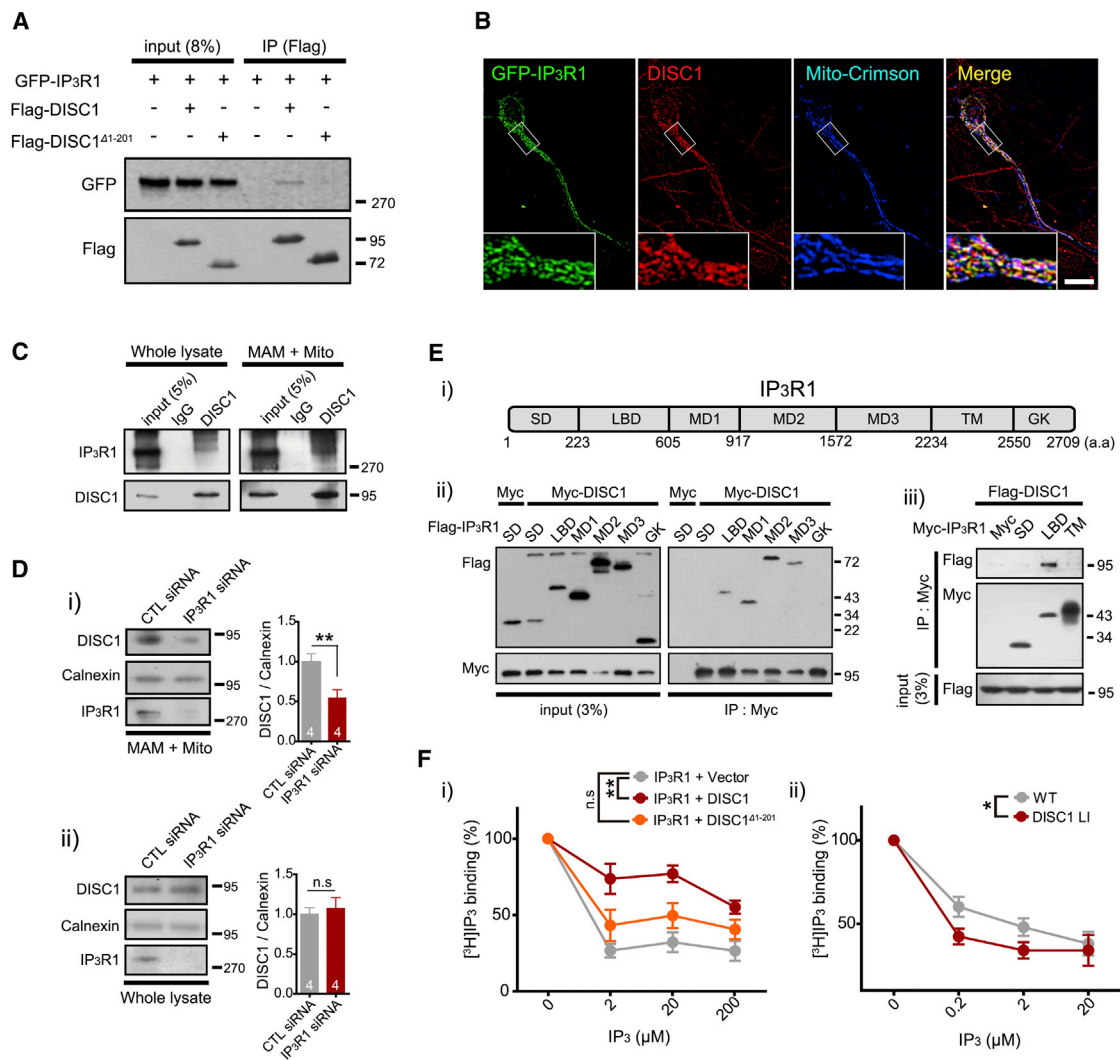 A
input (8%) IP (Flag)
GFP-IP₃R1 + + + + + +
Flag-DISC1 - + - - + -
Flag-DISC1Δ1-201 - - + - - +
GFP
270
Flag
95
72
B
GFP-IP₃R1 DISC1 Mito-Crimson Merge
C
Whole lysate MAM + Mito
input (5%) IgG DISC1 input (5%) IgG DISC1
IP₃R1
270
DISC1
95
D
i)
CTL siRNA IP₃R1 siRNA
DISC1 95
Calnexin 95
IP₃R1 270
MAM + Mito
DISC1 / Calnexin
1.5
1.0
0.5
0.0
**
4 4
CTL siRNA IP₃R1 siRNA
ii)
CTL siRNA IP₃R1 siRNA
DISC1 95
Calnexin 95
IP₃R1 270
Whole lysate
DISC1 / Calnexin
1.5
1.0
0.5
0.0
n.s
4 4
CTL siRNA IP₃R1 siRNA
E
i)
IP₃R1
SD LBD MD1 MD2 MD3 TM GK
1 223 605 917 1572 2234 2550 2709 (a.a)
ii)
Myc Myc-DISC1 Myc Myc-DISC1
Flag-IP₃R1 SD SD LBD MD1 MD2 MD3 GK SD SD LBD MD1 MD2 MD3 GK
Flag
72
43
34
22
Myc 95
input (3%) IP : Myc
iii)
Flag-DISC1
Myc-IP₃R1 Myc SD LBD TM
IP : Myc
Flag 95
Myc
43
34
input (3%)
Flag 95
F
i)
n.s
**
IP₃R1 + Vector
IP₃R1 + DISC1
IP₃R1 + DISC1Δ1-201
[³H]IP₃ binding (%)
100
50
0
0 2 20 200
IP₃ (µM)
ii)
*
WT
DISC1 LI
[³H]IP₃ binding (%)
100
50
0 0.2 2 20
IP₃ (µM)